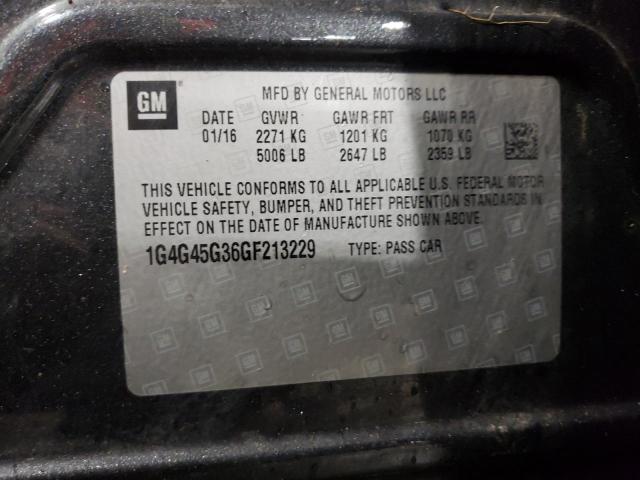 GM
MFD BY GENERAL MOTORS LLC
DATE GVWR GAWR FRT GAWR RR
01/16 2271 KG 1201 KG 1070 KG
5006 LB 2647 LB 2359 LB
THIS VEHICLE CONFORMS TO ALL APPLICABLE U.S. FEDERAL MOTOR
VEHICLE SAFETY, BUMPER, AND THEFT PREVENTION STANDARDS IN
EFFECT ON THE DATE OF MANUFACTURE SHOWN ABOVE.
1G4G45G36GF213229 TYPE: PASS CAR